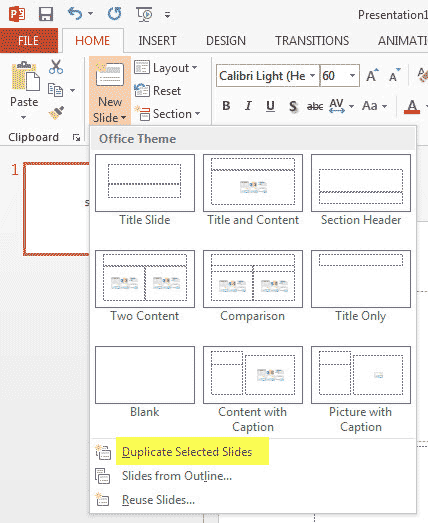 Presentation1
FILE HOME INSERT DESIGN TRANSITIONS ANIMATI
Paste
New Slide
Layout
Reset
Section
Calibri Light (He 60 A A
B I U S abc AV Aa A
Clipboard
1
Office Theme
Title Slide Title and Content Section Header
Two Content Comparison Title Only
Blank Content with Caption Picture with Caption
Duplicate Selected Slides
Slides from Outline...
Reuse Slides...